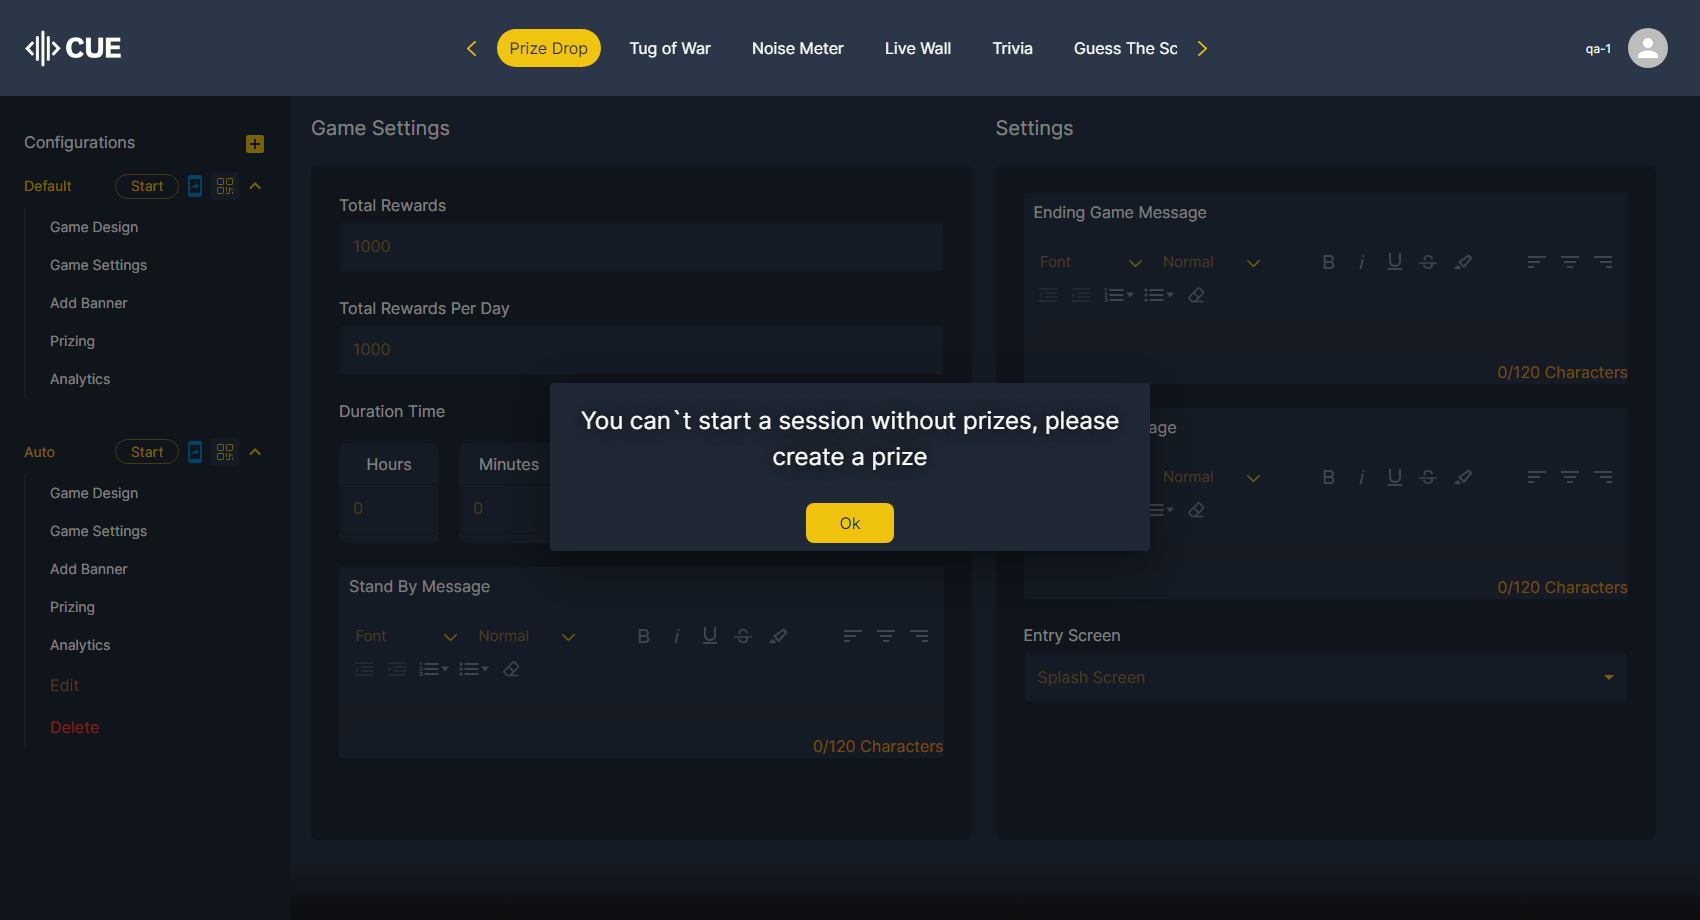 CUE
Prize Drop
Tug of War
Noise Meter
Live Wall
Trivia
Guess The Sc
qa-1
Configurations
Default
Start
Game Design
Game Settings
Add Banner
Prizing
Analytics
Auto
Start
Game Design
Game Settings
Add Banner
Prizing
Analytics
Edit
Delete
Game Settings
Total Rewards
1000
Total Rewards Per Day
1000
Duration Time
Hours
Minutes
0
0
Stand By Message
Font
Normal
0/120 Characters
Settings
Ending Game Message
Font
Normal
0/120 Characters
age
Normal
0/120 Characters
Entry Screen
Splash Screen
You can`t start a session without prizes, please
create a prize
Ok